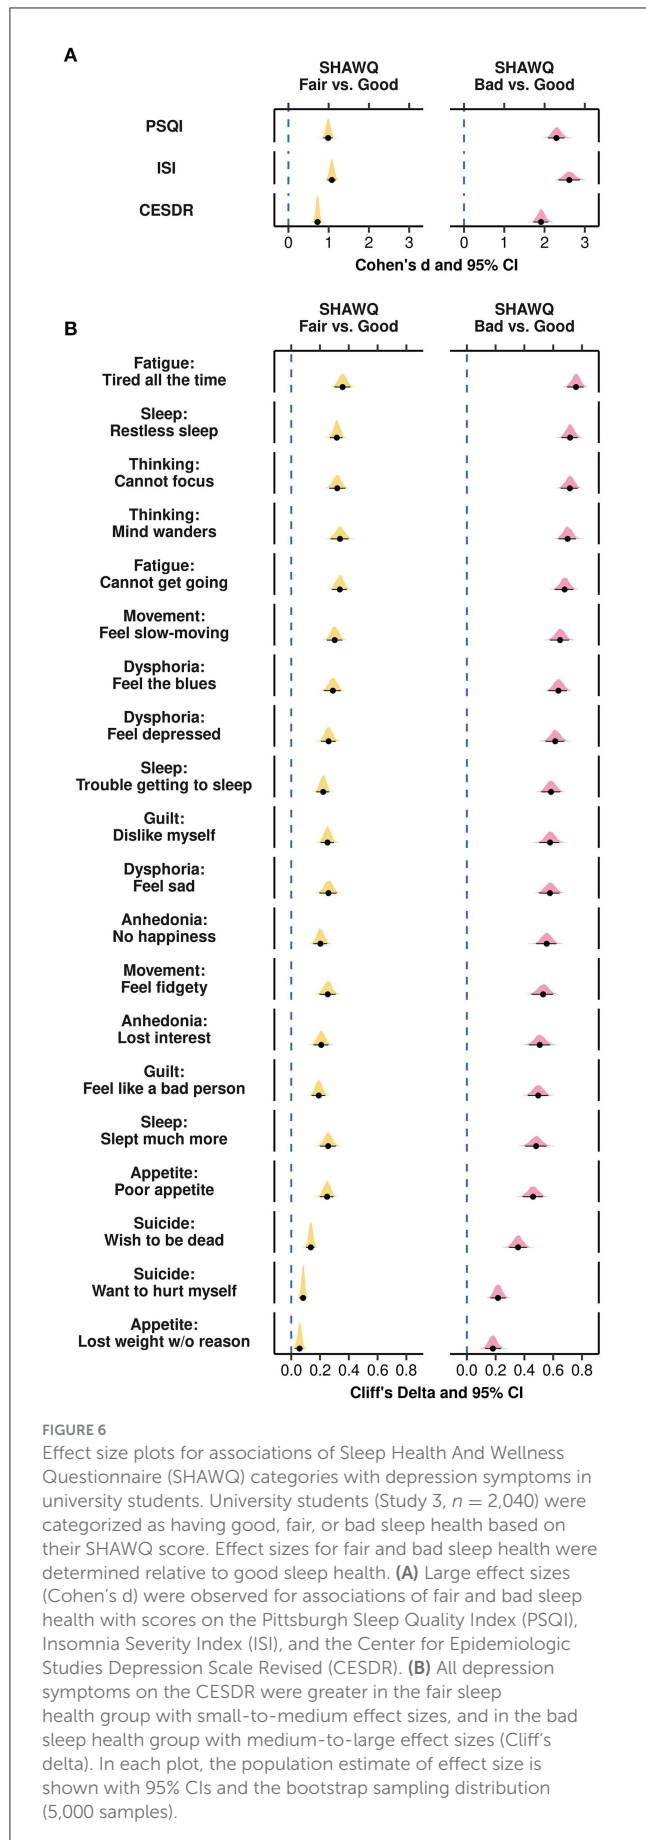 A
SHAWQ
Fair vs. Good
SHAWQ
Bad vs. Good
PSQI
ISI
CESDR
0 1 2 3 0 1 2 3
Cohen's d and 95% CI
B
SHAWQ
Fair vs. Good
SHAWQ
Bad vs. Good
Fatigue:
Tired all the time
Sleep:
Restless sleep
Thinking:
Cannot focus
Thinking:
Mind wanders
Fatigue:
Cannot get going
Movement:
Feel slow-moving
Dysphoria:
Feel the blues
Dysphoria:
Feel depressed
Sleep:
Trouble getting to sleep
Guilt:
Dislike myself
Dysphoria:
Feel sad
Anhedonia:
No happiness
Movement:
Feel fidgety
Anhedonia:
Lost interest
Guilt:
Feel like a bad person
Sleep:
Slept much more
Appetite:
Poor appetite
Suicide:
Wish to be dead
Suicide:
Want to hurt myself
Appetite:
Lost weight w/o reason
0.0 0.2 0.4 0.6 0.8 0.0 0.2 0.4 0.6 0.8
Cliff's Delta and 95% CI
FIGURE 6
Effect size plots for associations of Sleep Health And Wellness
Questionnaire (SHAWQ) categories with depression symptoms in
university students. University students (Study 3, n = 2,040) were
categorized as having good, fair, or bad sleep health based on
their SHAWQ score. Effect sizes for fair and bad sleep health were
determined relative to good sleep health. (A) Large effect sizes
(Cohen's d) were observed for associations of fair and bad sleep
health with scores on the Pittsburgh Sleep Quality Index (PSQI),
Insomnia Severity Index (ISI), and the Center for Epidemiologic
Studies Depression Scale Revised (CESDR). (B) All depression
symptoms on the CESDR were greater in the fair sleep
health group with small-to-medium effect sizes, and in the bad
sleep health group with medium-to-large effect sizes (Cliff's
delta). In each plot, the population estimate of effect size is
shown with 95% CIs and the bootstrap sampling distribution
(5,000 samples).